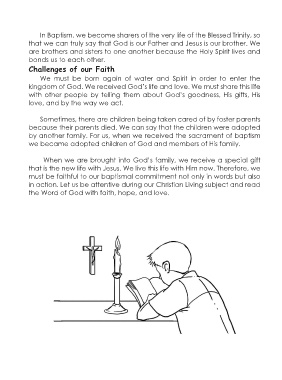 In Baptism, we become sharers of the very life of the Blessed Trinity, so
that we can truly say that God is our Father and Jesus is our brother. We
are brothers and sisters to one another because the Holy Spirit lives and
bonds us to each other.
Challenges of our Faith
We must be born again of water and Spirit in order to enter the
kingdom of God. We received God's life and love. We must share this life
with other people by telling them about God's goodness, His gifts, His
love, and by the way we act.
Sometimes, there are children being taken cared of by foster parents
because their parents died. We can say that the children were adopted
by another family. For us, when we received the sacrament of baptism
we became adopted children of God and members of His family.
When we are brought into God's family, we receive a special gift
that is the new life with Jesus. We live this life with Him now. Therefore, we
must be faithful to our baptismal commitment not only in words but also
in action. Let us be attentive during our Christian Living subject and read
the Word of God with faith, hope, and love.